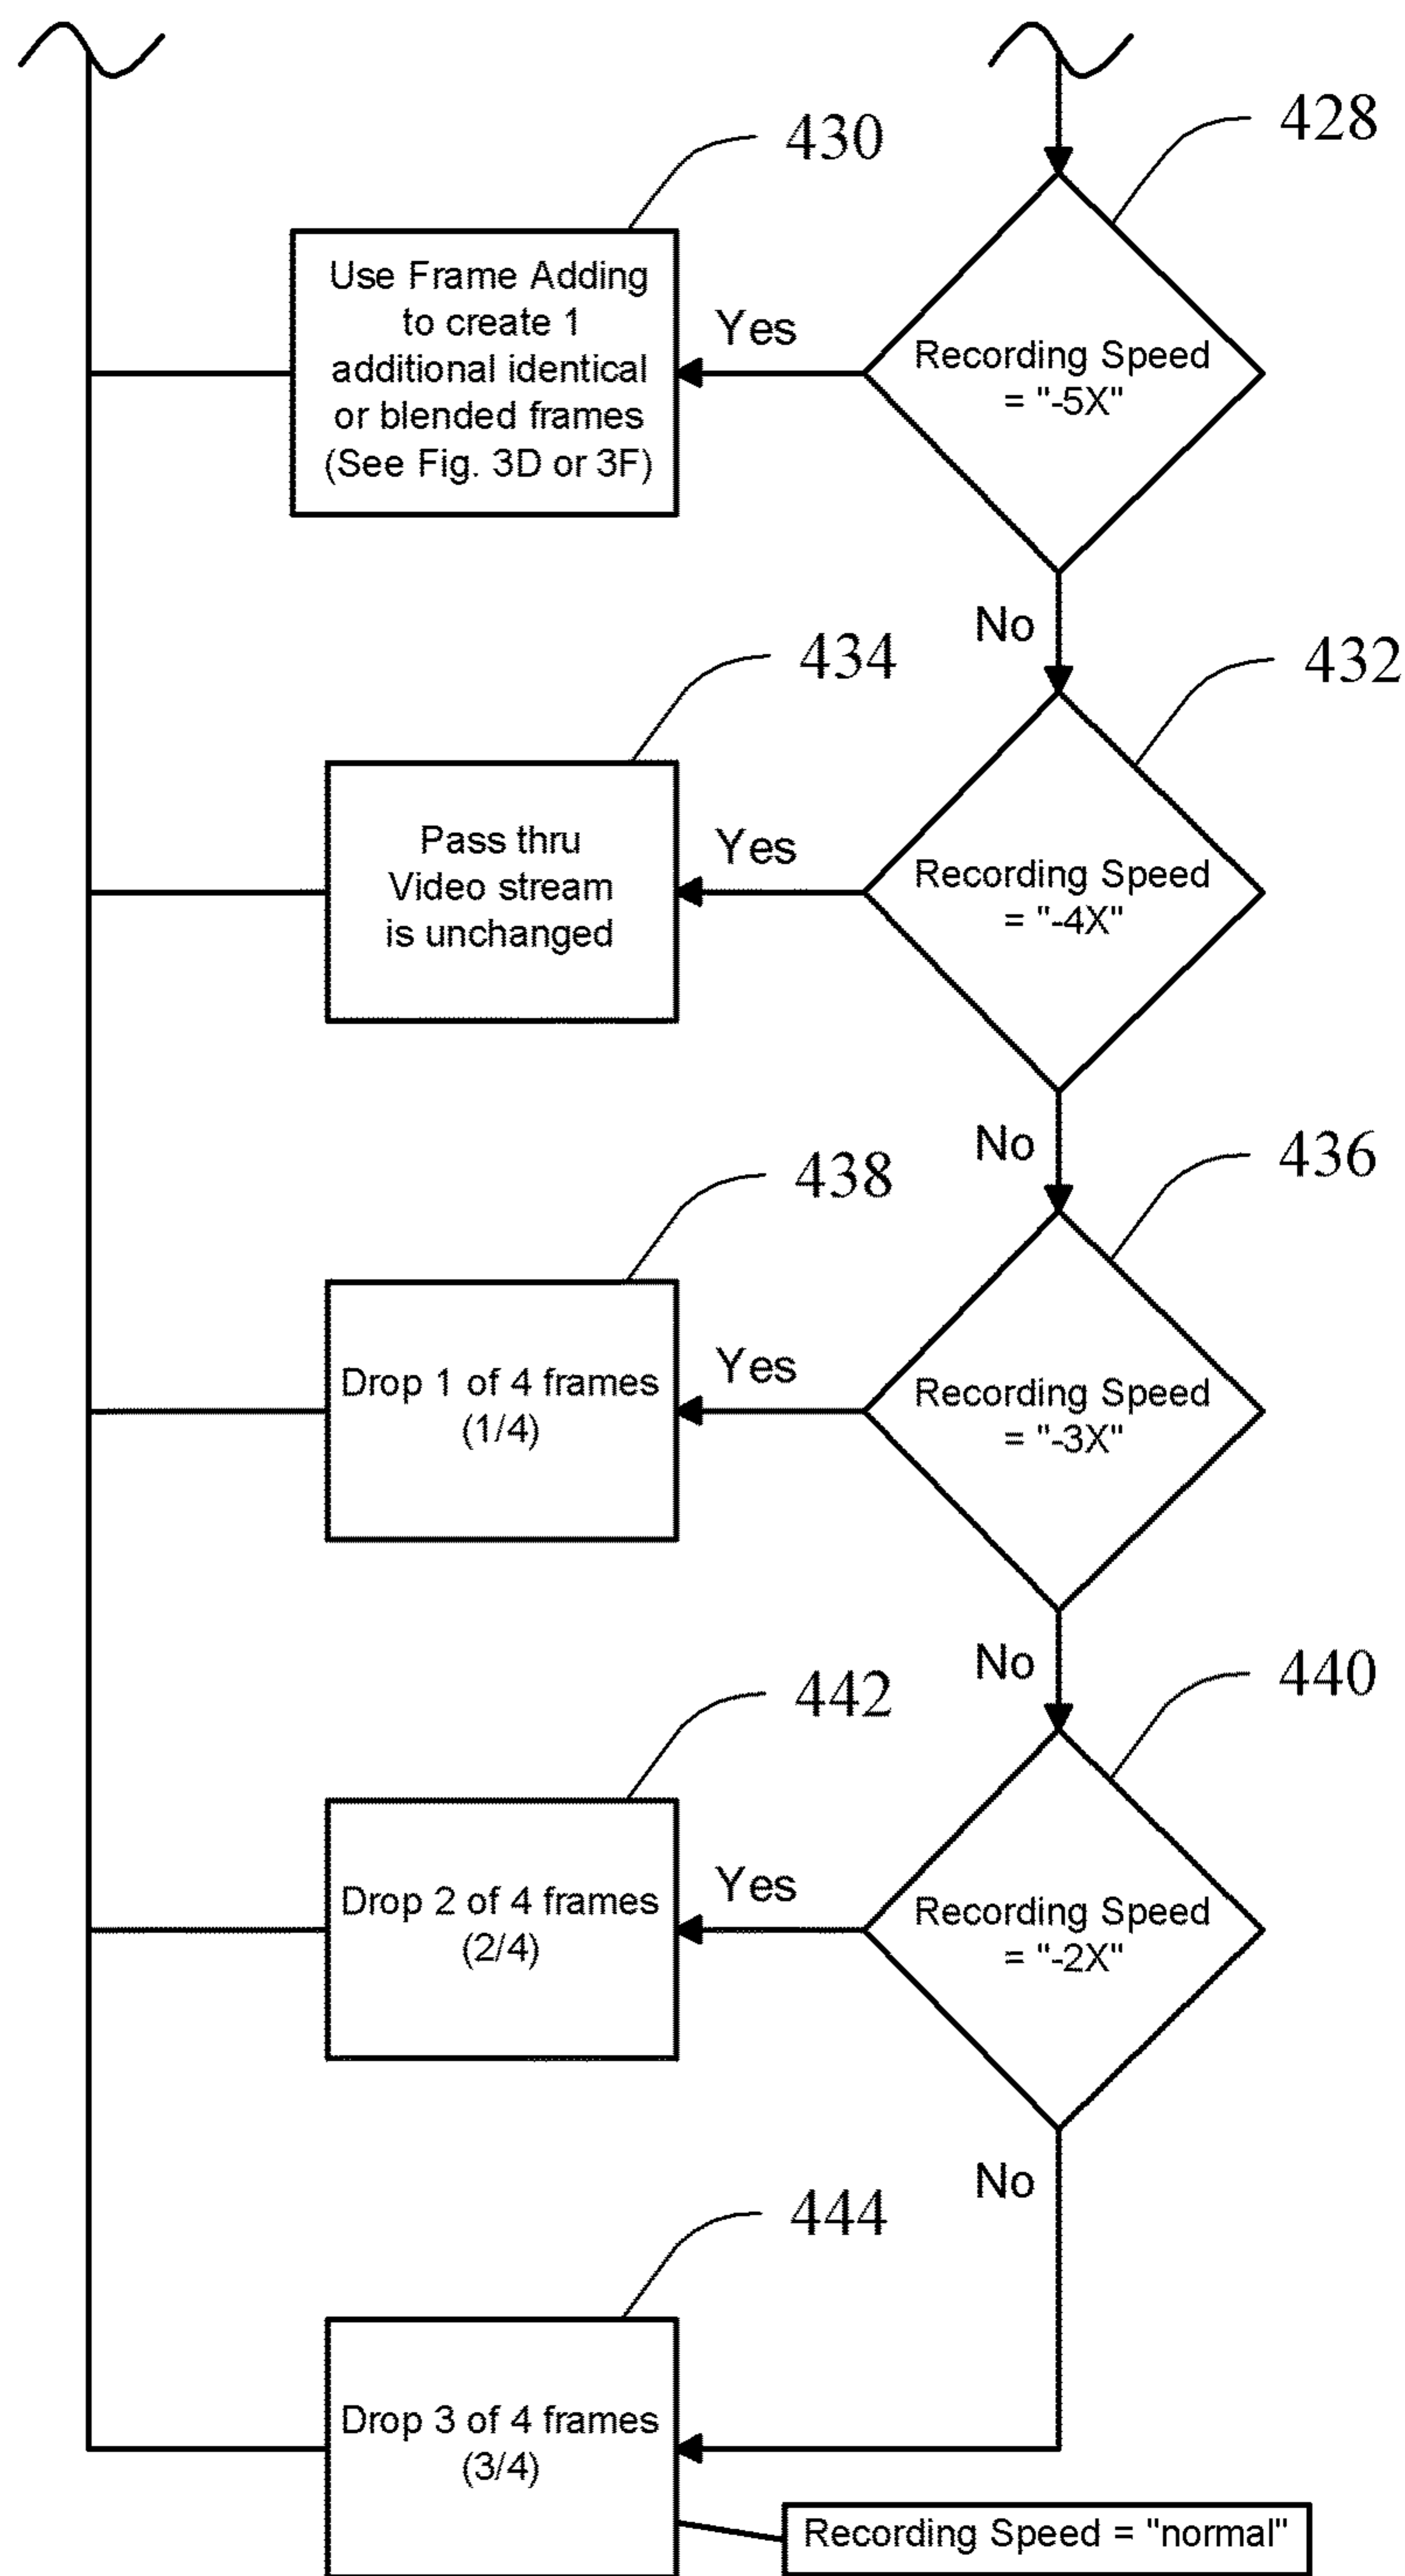 428
430
Use Frame Adding
to create 1
additional identical
or blended frames
(See Fig. 3D or 3F)
Yes
Recording Speed
= "-5X"
No
434
432
Pass thru
Video stream
is unchanged
Yes
Recording Speed
= "-4X"
No
438
436
Drop 1 of 4 frames
(1/4)
Yes
Recording Speed
= "-3X"
No
442
440
Drop 2 of 4 frames
(2/4)
Yes
Recording Speed
= "-2X"
No
444
Drop 3 of 4 frames
(3/4)
Recording Speed = "normal"